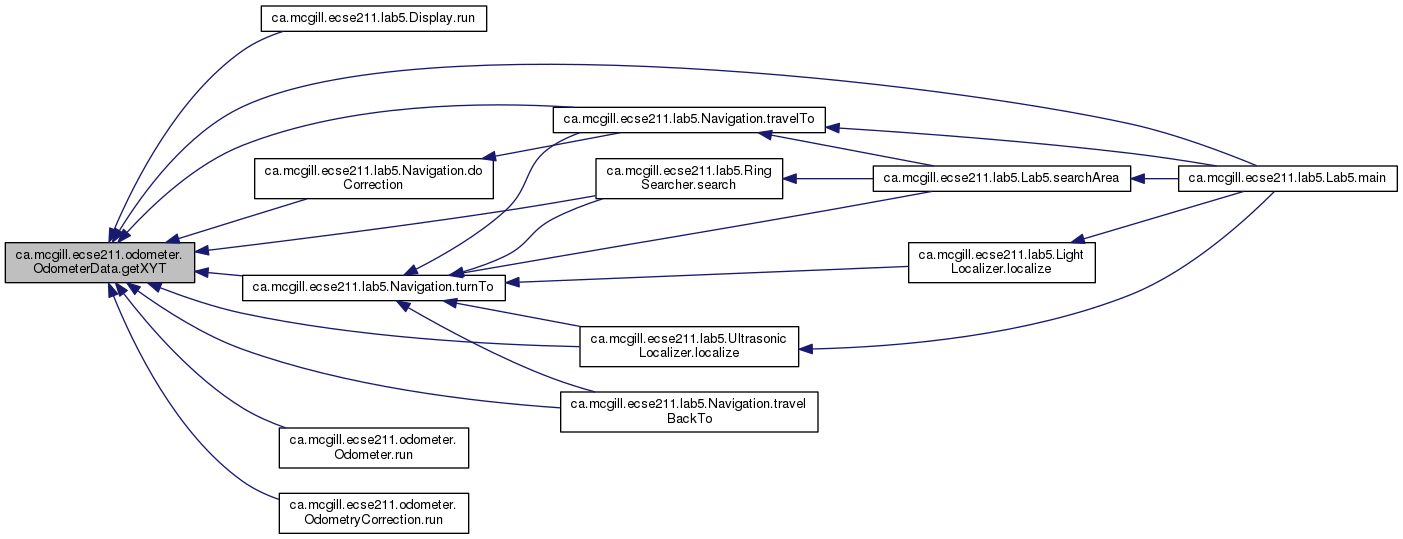 ca.mcgill.ecse211.lab5.Display.run
ca.mcgill.ecse211.lab5.Navigation.travelTo
ca.mcgill.ecse211.lab5.Navigation.do
Correction
ca.mcgill.ecse211.lab5.Ring
Searcher.search
ca.mcgill.ecse211.lab5.Lab5.searchArea
ca.mcgill.ecse211.lab5.Lab5.main
ca.mcgill.ecse211.odometer.
OdometerData.getXYT
ca.mcgill.ecse211.lab5.Navigation.turnTo
ca.mcgill.ecse211.lab5.Light
Localizer.localize
ca.mcgill.ecse211.lab5.Ultrasonic
Localizer.localize
ca.mcgill.ecse211.lab5.Navigation.travel
BackTo
ca.mcgill.ecse211.odometer.
Odometer.run
ca.mcgill.ecse211.odometer.
OdometryCorrection.run